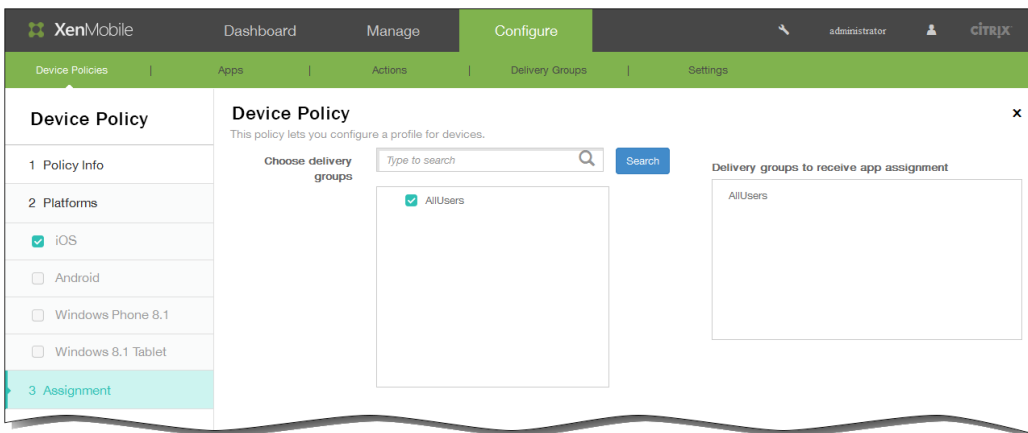 XenMobile Dashboard Manage Configure administrator CİTRIX
Device Policies | Apps | Actions | Delivery Groups | Settings
Device Policy
1 Policy Info
2 Platforms
iOS
Android
Windows Phone 8.1
Windows 8.1 Tablet
3 Assignment
Device Policy x
This policy lets you configure a profile for devices.
Choose delivery
groups
Type to search Search
AllUsers
Delivery groups to receive app assignment
AllUsers